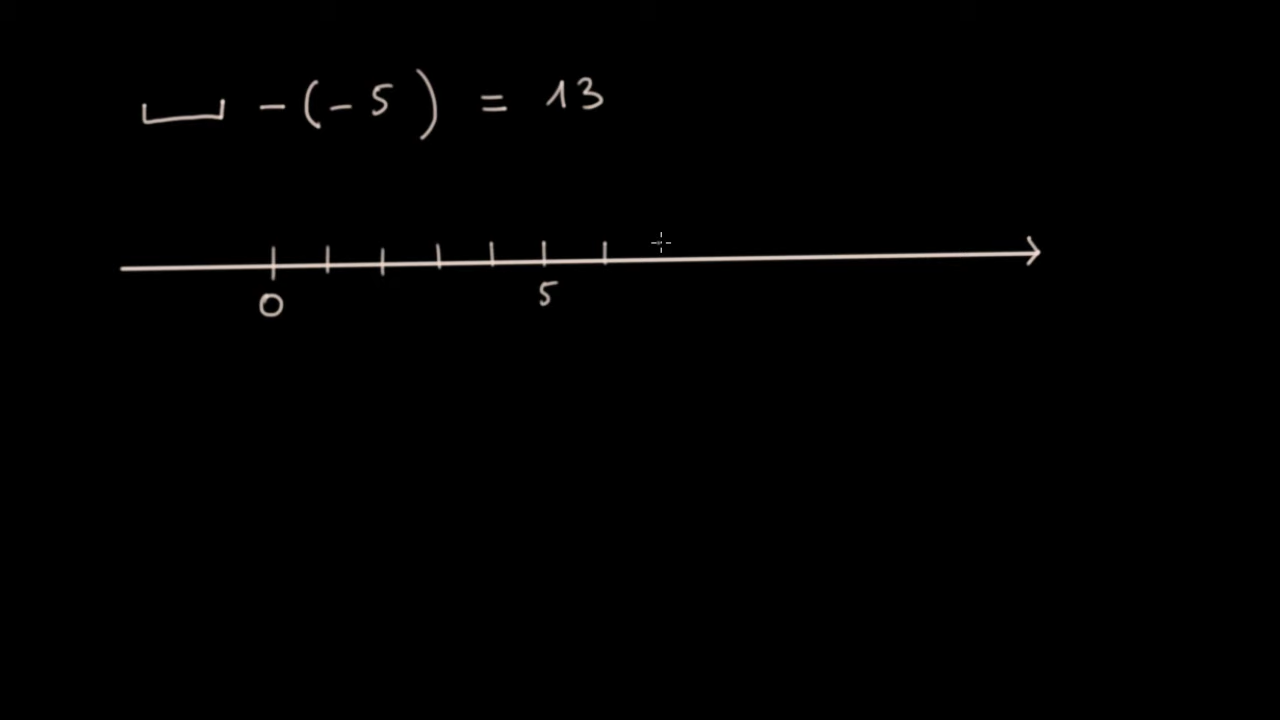 ⎵ - (-5) = 13
0 5